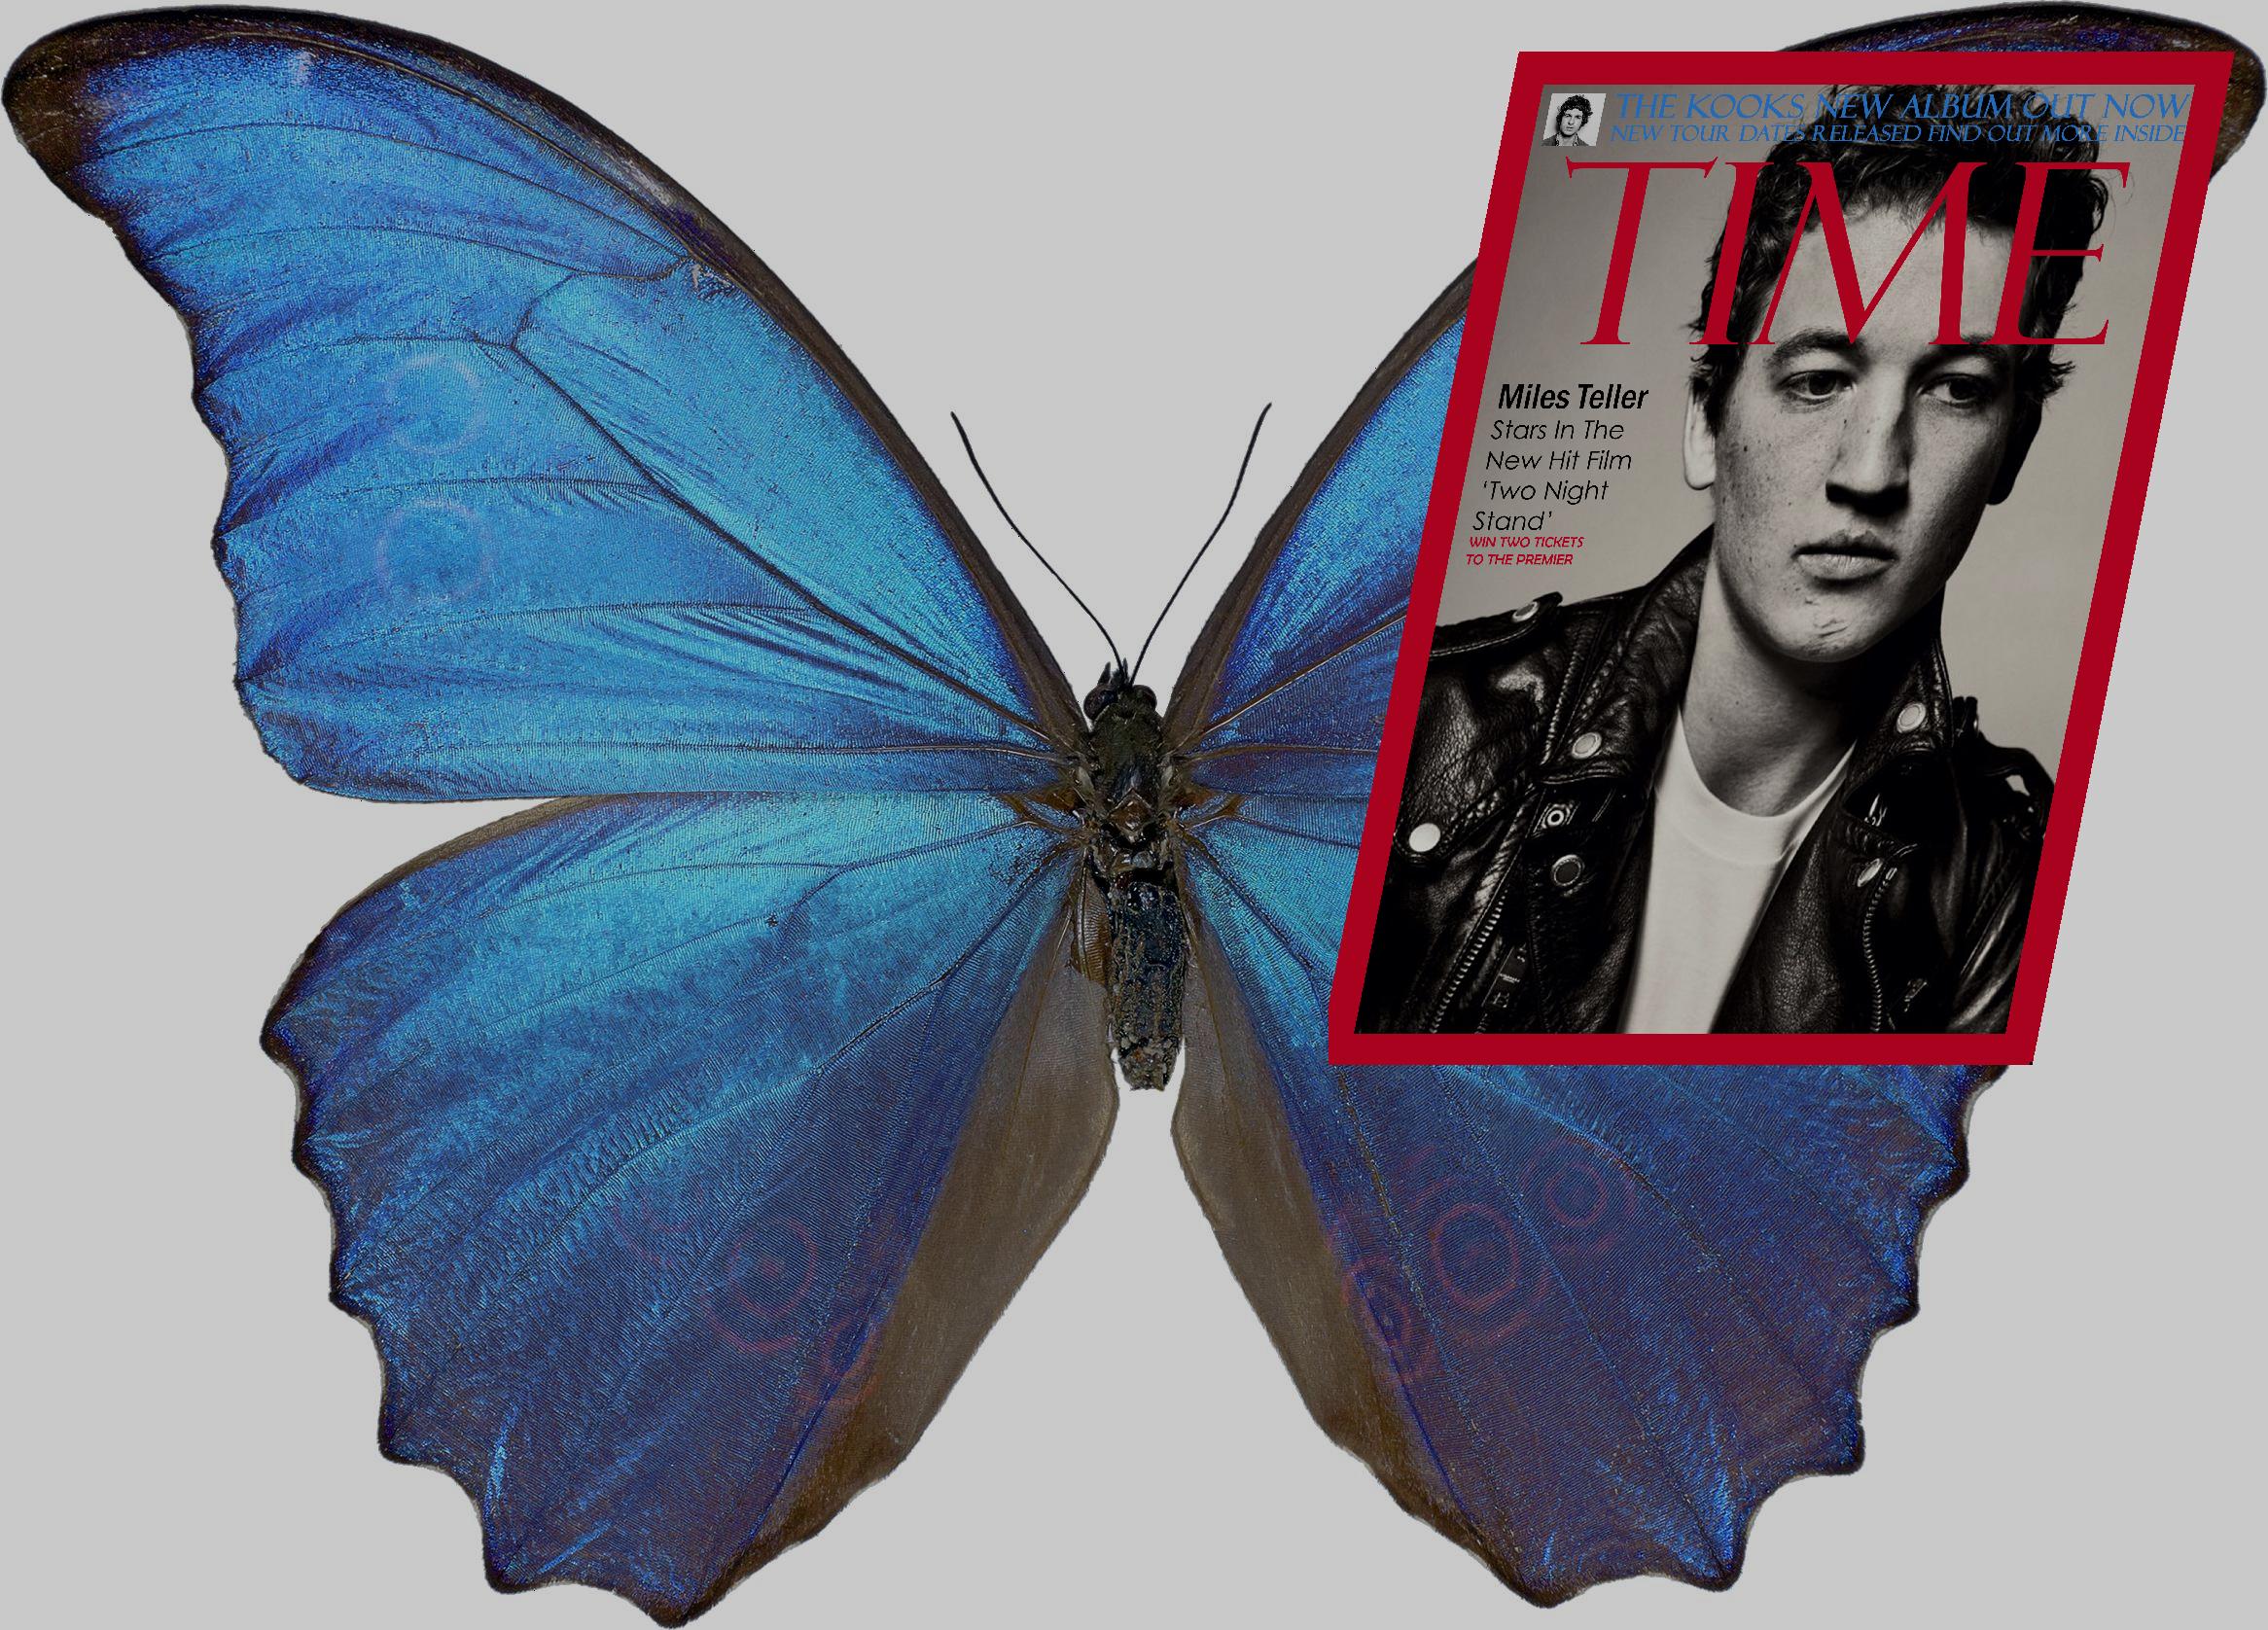 THE KOOKS NEW ALBUM OUT NOW
NEW TOUR DATES RELEASED FIND OUT MORE INSIDE
TIME
Miles Teller
Stars In The
New Hit Film
‘Two Night
Stand’
WIN TWO TICKETS
TO THE PREMIER